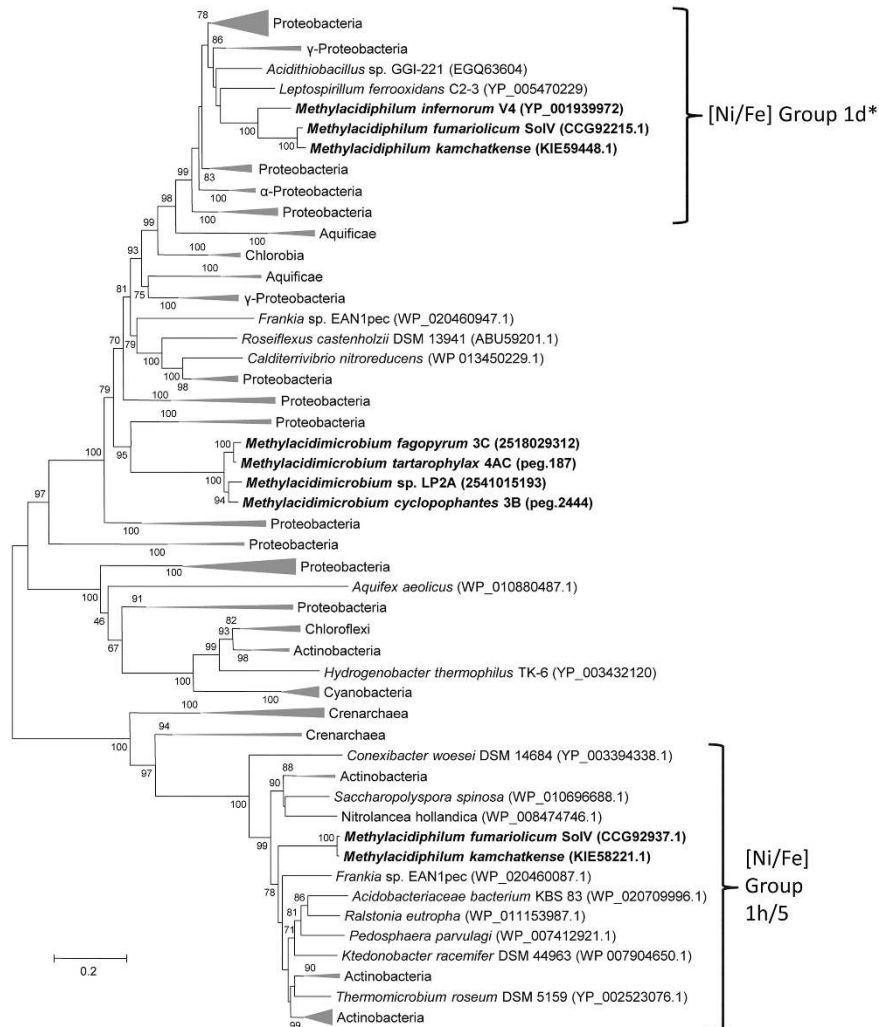 78
Proteobacteria
86
γ-Proteobacteria
Acidithiobacillus sp. GGI-221 (EGQ63604)
Leptospirillum ferrooxidans C2-3 (YP_005470229)
Methylacidiphilum infernorum V4 (YP_001939972)
100
Methylacidiphilum fumariolicum SolV (CCG92215.1)
100
Methylacidiphilum kamchatkense (KIE59448.1)
[Ni/Fe] Group 1d*
Proteobacteria
83
99
α-Proteobacteria
100
98
Proteobacteria
100
99
100
Aquificae
93
100
Chlorobia
100
Aquificae
81
75
γ-Proteobacteria
100
Frankia sp. EAN1pec (WP_020460947.1)
70
79
Roseiflexus castenholzii DSM 13941 (ABU59201.1)
100
Calditerrivibrio nitroreducens (WP 013450229.1)
100
Proteobacteria
98
79
100
Proteobacteria
100
Proteobacteria
100
Methylacidimicrobium fagopyrum 3C (2518029312)
95
100
Methylacidimicrobium tartarophylax 4AC (peg.187)
Methylacidimicrobium sp. LP2A (2541015193)
97
94
Methylacidimicrobium cyclopophantes 3B (peg.2444)
Proteobacteria
100
Proteobacteria
100
Proteobacteria
100
Aquifex aeolicus (WP_010880487.1)
100
91
Proteobacteria
46
82
Chloroflexi
93
67
99
Actinobacteria
98
Hydrogenobacter thermophilus TK-6 (YP_003432120)
100
Cyanobacteria
100
100
Crenarchaea
94
Crenarchaea
100
97
Conexibacter woesei DSM 14684 (YP_003394338.1)
88
Actinobacteria
90
Saccharopolyspora spinosa (WP_010696688.1)
100
Nitrolancea hollandica (WP_008474746.1)
99
100
Methylacidiphilum fumariolicum SolV (CCG92937.1)
Methylacidiphilum kamchatkense (KIE58221.1)
[Ni/Fe]
Group
1h/5
78
Frankia sp. EAN1pec (WP_020460087.1)
86
Acidobacteriaceae bacterium KBS 83 (WP_020709996.1)
81
Ralstonia eutropha (WP_011153987.1)
71
Pedosphaera parvulagi (WP_007412921.1)
Ktedonobacter racemifer DSM 44963 (WP 007904650.1)
90
Actinobacteria
Thermomicrobium roseum DSM 5159 (YP_002523076.1)
99
Actinobacteria
0.2